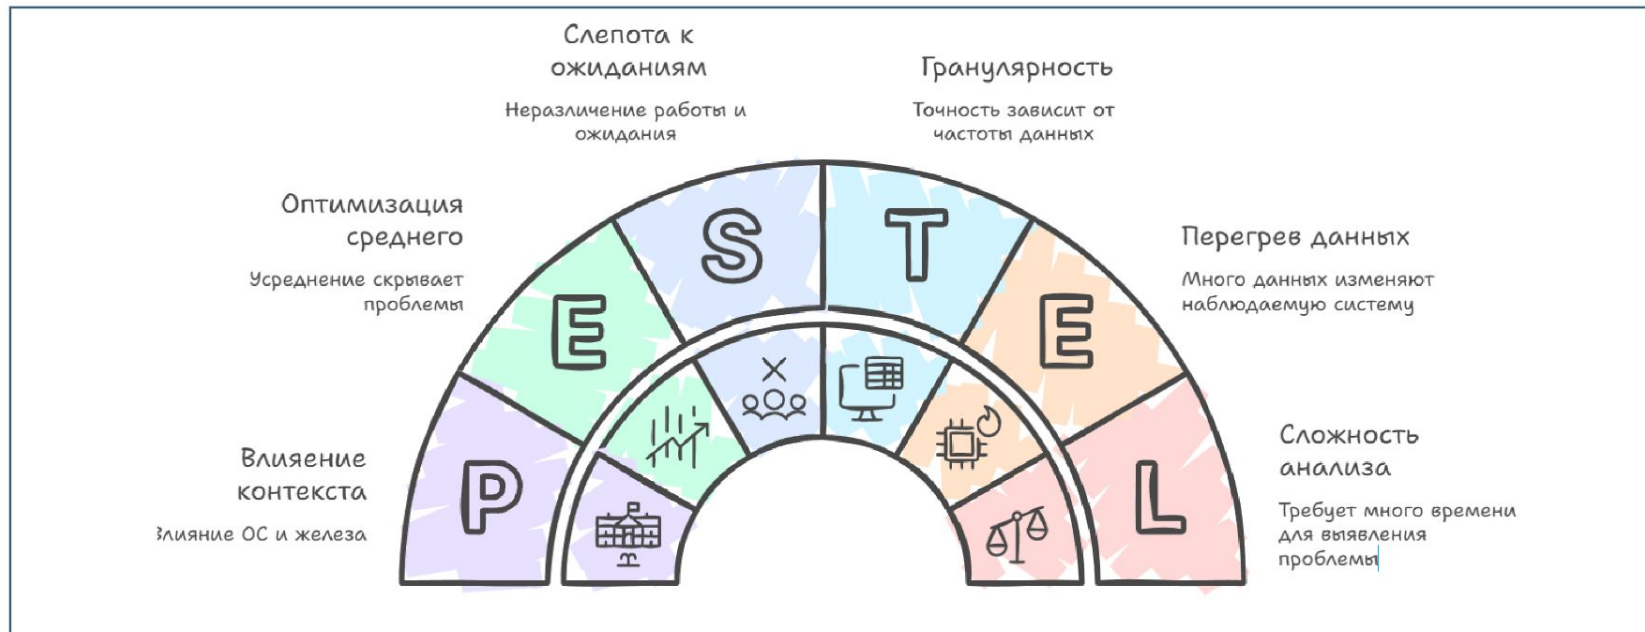 Слепота к
ожиданиям
Неразличение работы и
ожидания
Гранулярность
Точность зависит от
частоты данных
Оптимизация
среднего
Усреднение скрывает
проблемы
Перегрев данных
Много данных изменяют
наблюдаемую систему
Влияение
контекста
Влияние ОС и железа
Сложность
анализа
Требует много времени
для выявления
проблемы
P
E
S
T
E
L